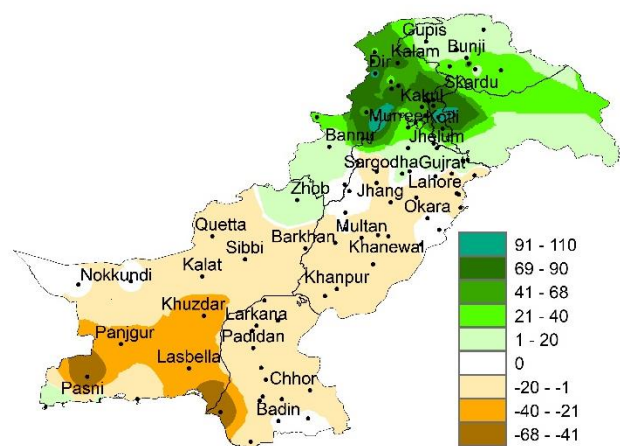 Gupis
Bunji
Dir
Kalam
Skardu
Kakul
Murree
Kotli
Bannu
Jhelum
Sargodha
Gujrat
Zhob
Jhang
Lahore
Okara
Quetta
Barkhan
Multan
Sibbi
Khanewal
Nokkundi
Kalat
Khanpur
Khuzdar
Larkana
Panjgur
Padidan
Lasbella
Pasni
Chhor
Badin
91 - 110
69 - 90
41 - 68
21 - 40
1 - 20
0
-20 - -1
-40 - -21
-68 - -41